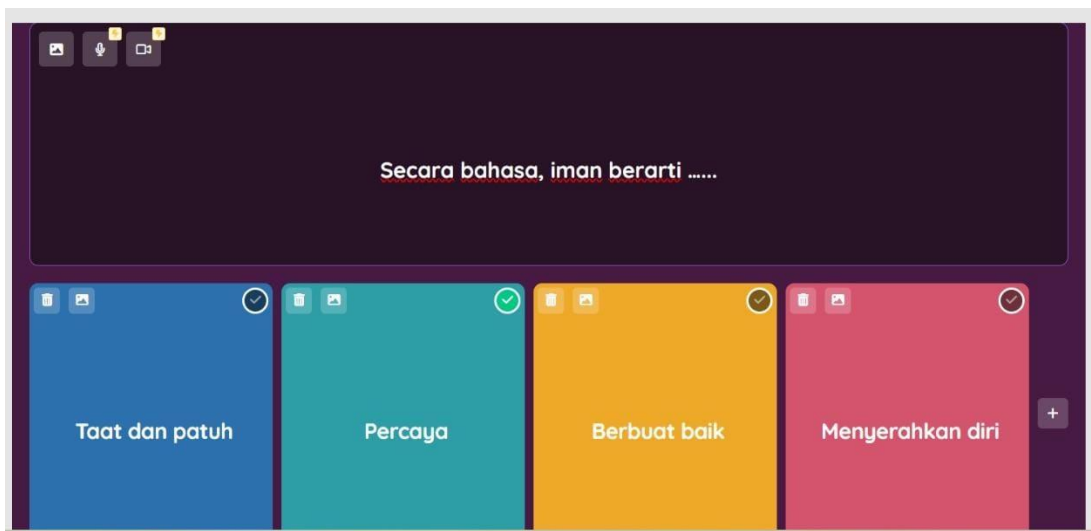 Secara bahasa, iman berarti ......
Taat dan patuh
Percaya
Berbuat baik
Menyerahkan diri